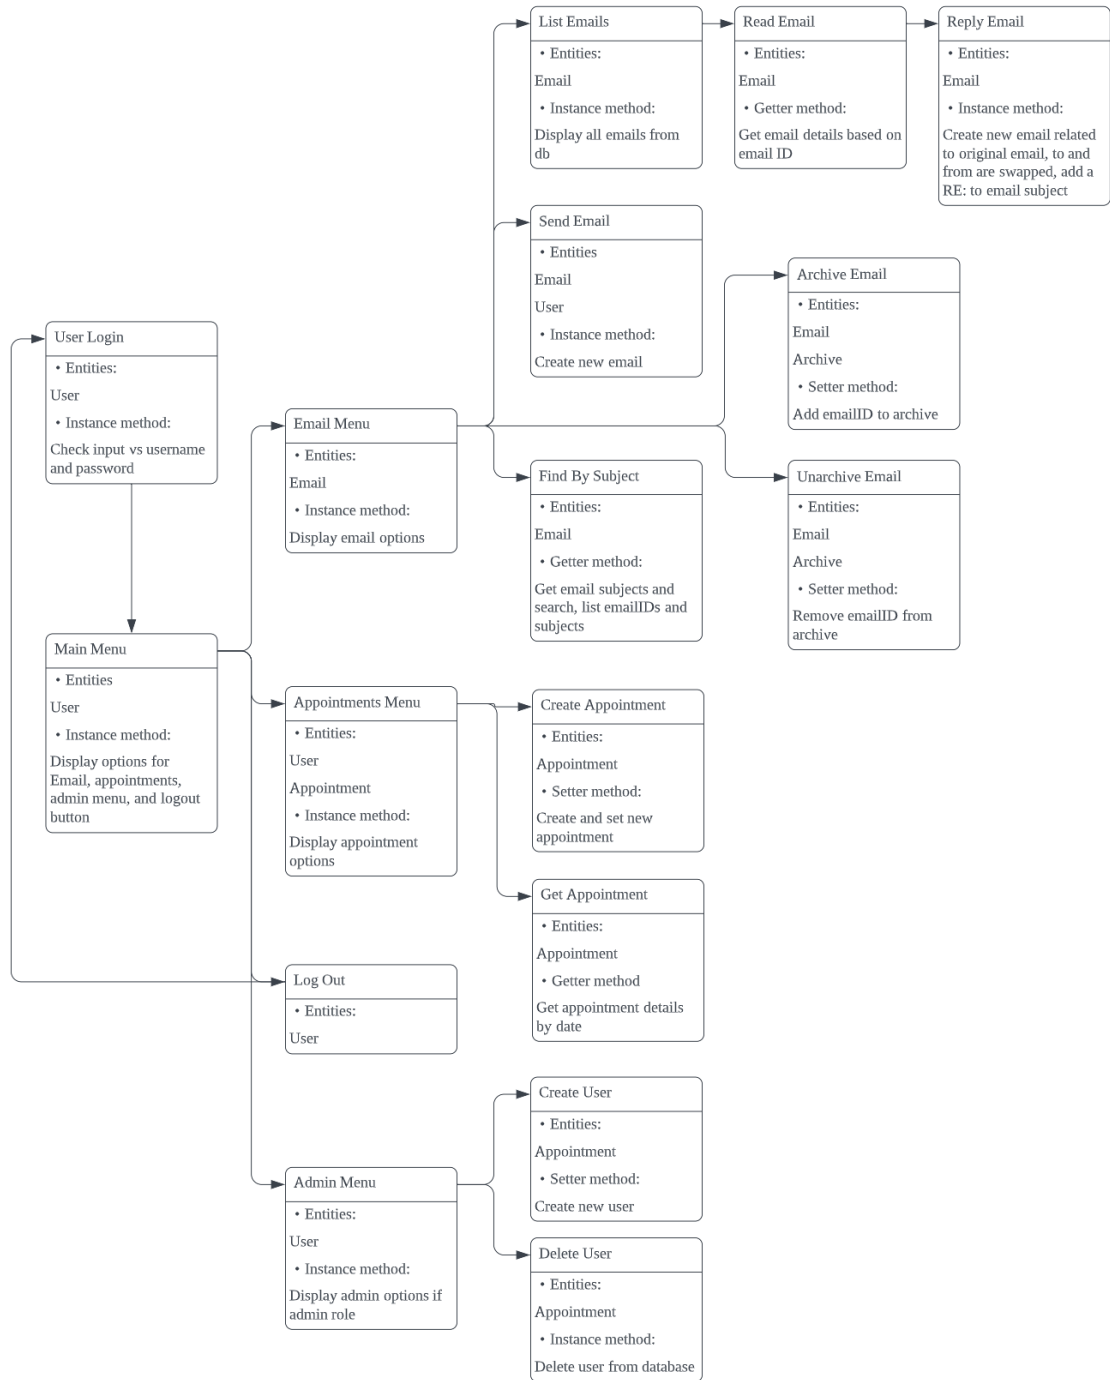 List Emails
• Entities:
Email
• Instance method:
Display all emails from
db
Read Email
• Entities:
Email
• Getter method:
Get email details based on
email ID
Reply Email
• Entities:
Email
• Instance method:
Create new email related
to original email, to and
from are swapped, add a
RE: to email subject
Send Email
• Entities
Email
User
• Instance method:
Create new email
Archive Email
• Entities:
Email
Archive
• Setter method:
Add emailID to archive
User Login
• Entities:
User
• Instance method:
Check input vs username
and password
Email Menu
• Entities:
Email
• Instance method:
Display email options
Find By Subject
• Entities:
Email
• Getter method:
Get email subjects and
search, list emailIDs and
subjects
Unarchive Email
• Entities:
Email
Archive
• Setter method:
Remove emailID from
archive
Main Menu
• Entities
User
• Instance method:
Display options for
Email, appointments,
admin menu, and logout
button
Appointments Menu
• Entities:
User
Appointment
• Instance method:
Display appointment
options
Create Appointment
• Entities:
Appointment
• Setter method:
Create and set new
appointment
Get Appointment
• Entities:
Appointment
• Getter method
Get appointment details
by date
Log Out
• Entities:
User
Create User
• Entities:
Appointment
• Setter method:
Create new user
Admin Menu
• Entities:
User
• Instance method:
Display admin options if
admin role
Delete User
• Entities:
Appointment
• Instance method:
Delete user from database